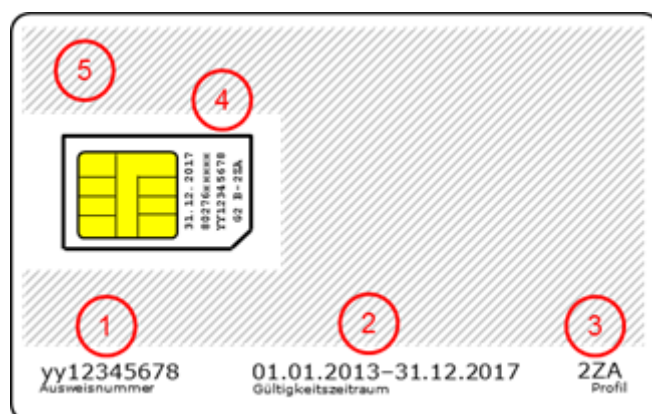 5
4
31.12.2017
80276xxxxx
YY12345678
G2 B-2ZA
1
2
3
yy12345678
01.01.2013–31.12.2017
2ZA
Ausweisnummer
Gültigkeitszeitraum
Profil